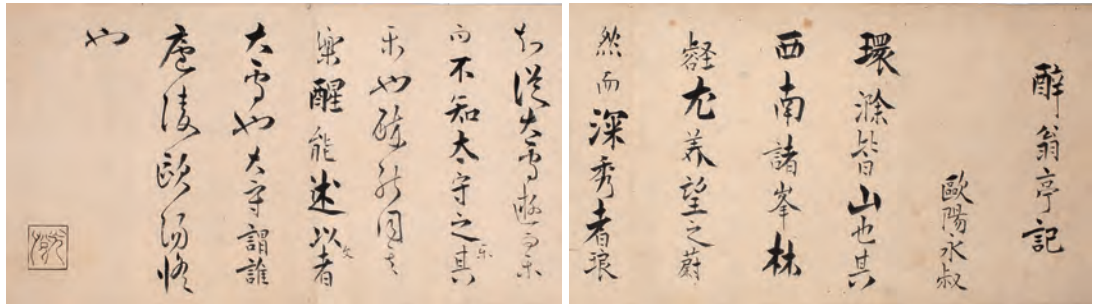 醉翁亭記
歐陽永叔
環滁皆山也其
西南諸峯林
壑尤美望之蔚
然而深秀者琅
知從太守遊而樂
而不知太守之樂其
樂也醉能同其
樂醒能述以文者
太守也太守謂誰
廬陵歐陽修
也